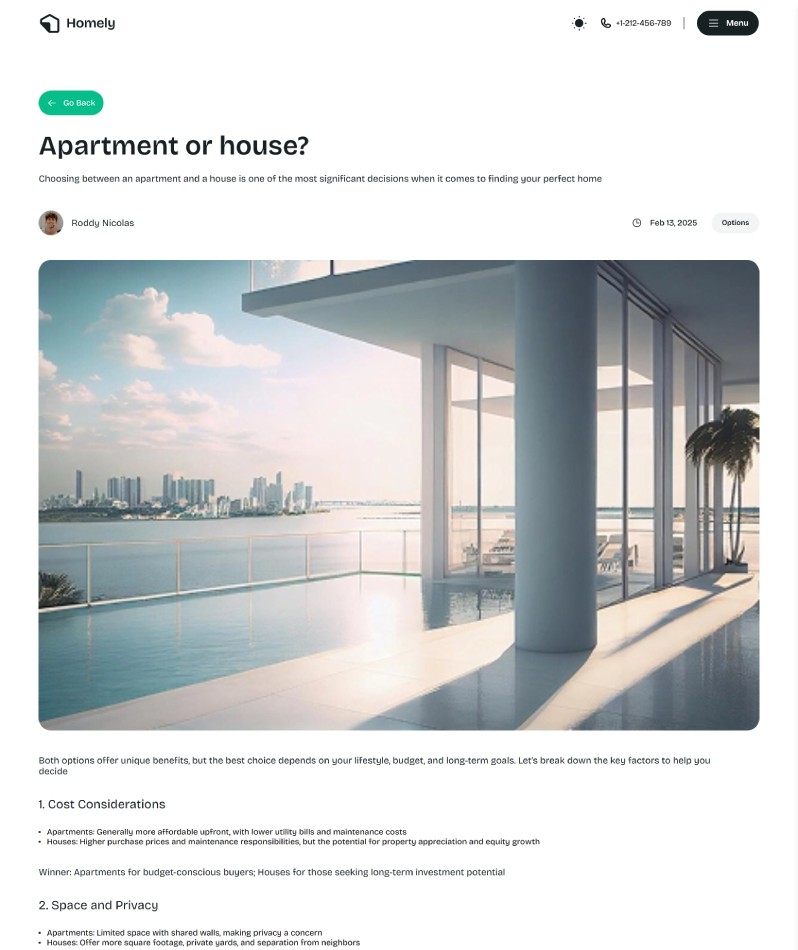 Homely
+1-212-456-789
Menu
Go Back
Apartment or house?
Choosing between an apartment and a house is one of the most significant decisions when it comes to finding your perfect home
Roddy Nicolas
Feb 13, 2025
Options
Both options offer unique benefits, but the best choice depends on your lifestyle, budget, and long-term goals. Let's break down the key factors to help you
decide
1. Cost Considerations
• Apartments: Generally more affordable upfront, with lower utility bills and maintenance costs
• Houses: Higher purchase prices and maintenance responsibilities, but the potential for property appreciation and equity growth
Winner: Apartments for budget-conscious buyers; Houses for those seeking long-term investment potential
2. Space and Privacy
• Apartments: Limited space with shared walls, making privacy a concern
• Houses: Offer more square footage, private yards, and separation from neighbors